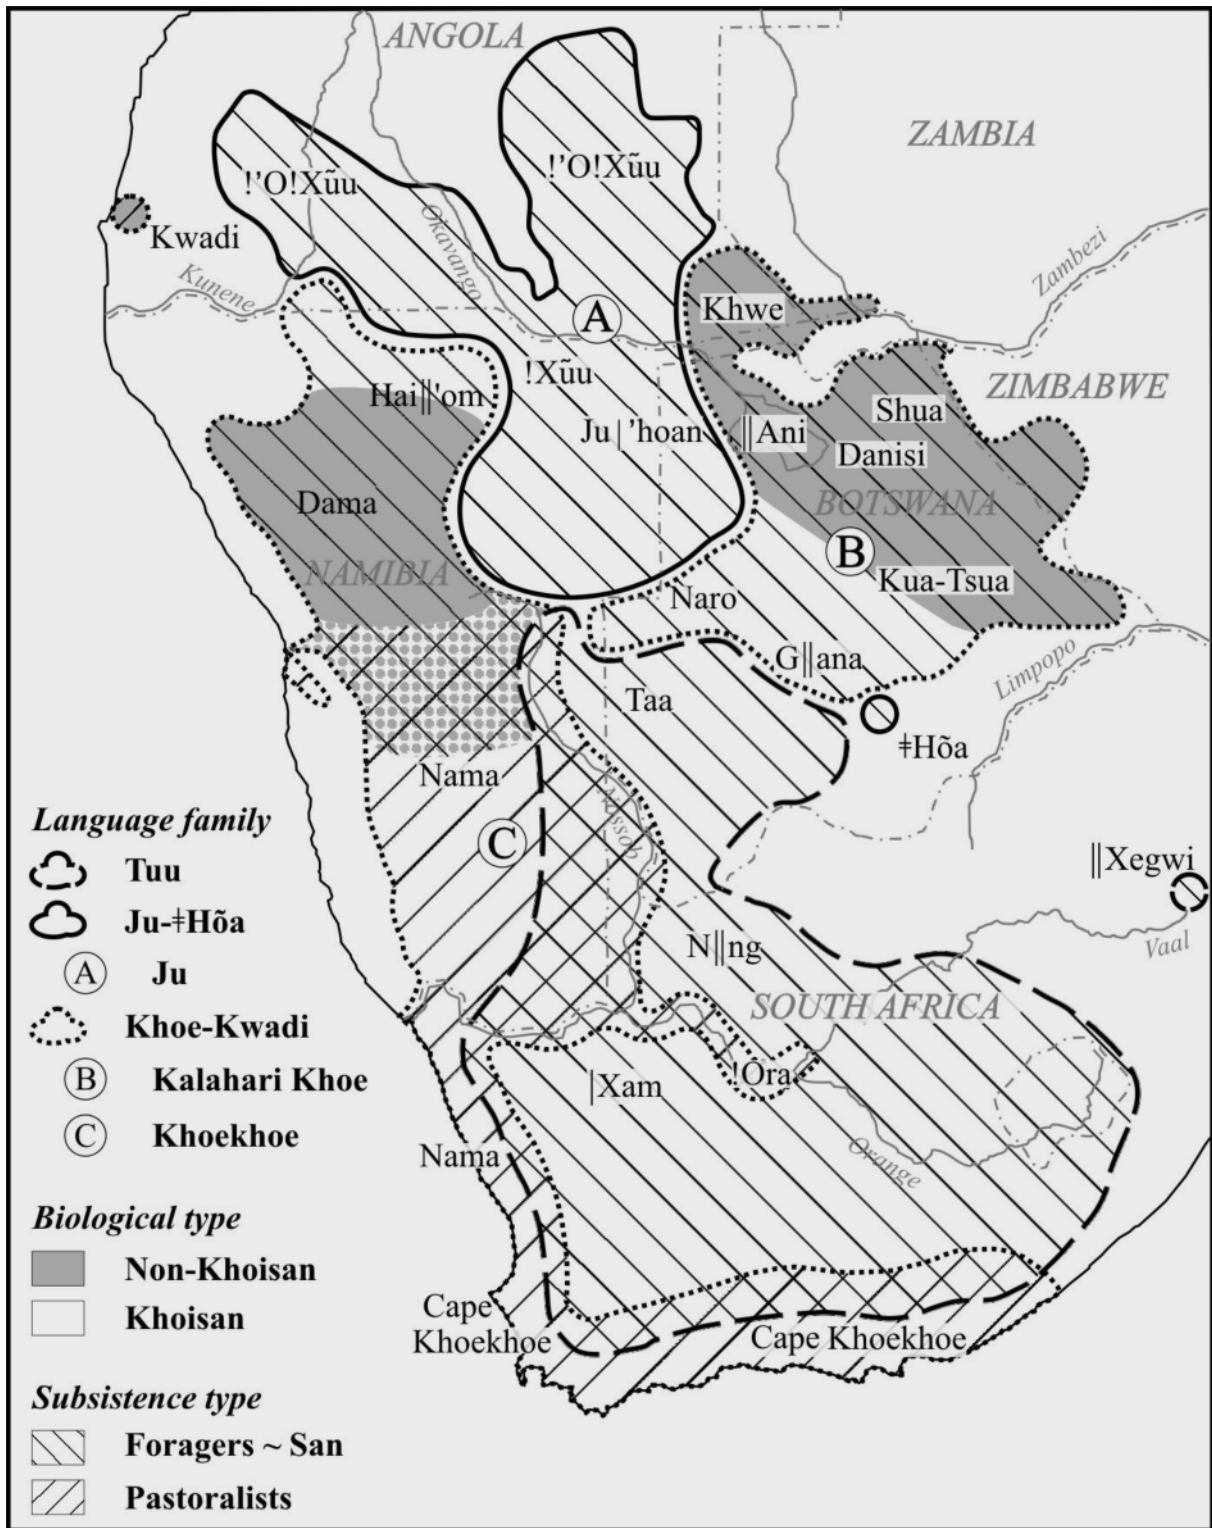 ANGOLA
ZAMBIA
!’O!Xũu
!’O!Xũu
Kwadi
Okavango
Kunene
Zambezi
Khwe
A
!Xũu
Hai‖'om
Ju|’hoan
‖Ani
Shua
Danisi
ZIMBABWE
BOTSWANA
Dama
B
NAMIBIA
Kua-Tsua
Naro
G‖ana
Limpopo
Taa
ǂHõa
Nama
Nossob
C
‖Xegwi
Vaal
N‖ng
SOUTH AFRICA
|Xam
!Ora
Nama
Orange
Cape
Khoekhoe
Cape Khoekhoe
Language family
Tuu
Ju-ǂHõa
A Ju
Khoe-Kwadi
B Kalahari Khoe
C Khoekhoe
Biological type
Non-Khoisan
Khoisan
Subsistence type
Foragers ~ San
Pastoralists